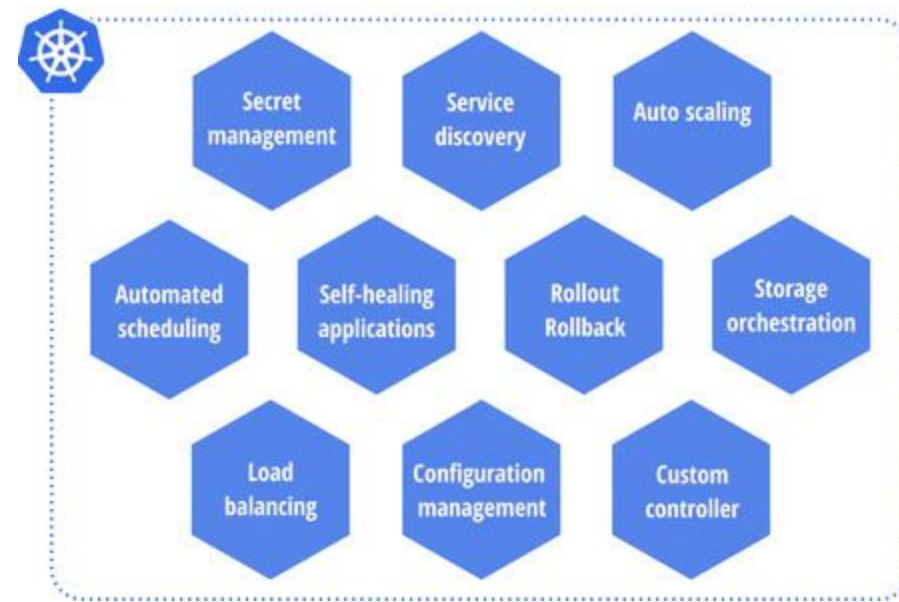 Secret
management
Service
discovery
Auto scaling
Automated
scheduling
Self-healing
applications
Rollout
Rollback
Storage
orchestration
Load
balancing
Configuration
management
Custom
controller